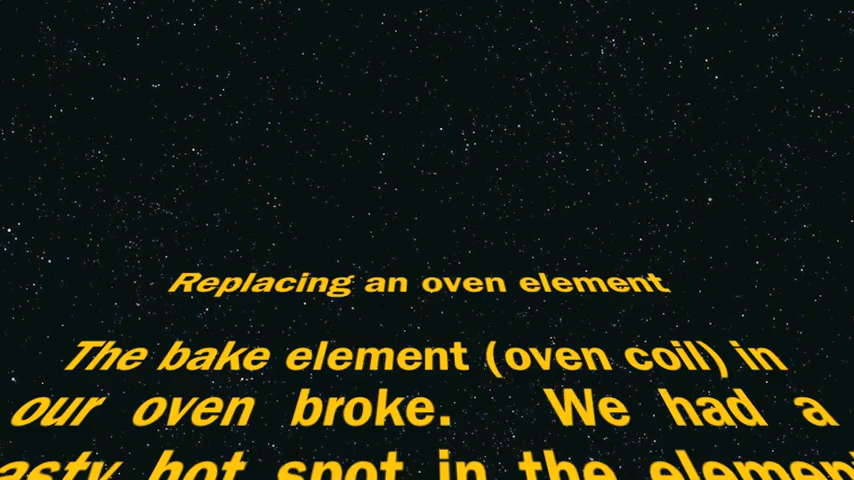 Replacing an oven element
The bake element (oven coil) in
our oven broke. We had a
hot spot in the element